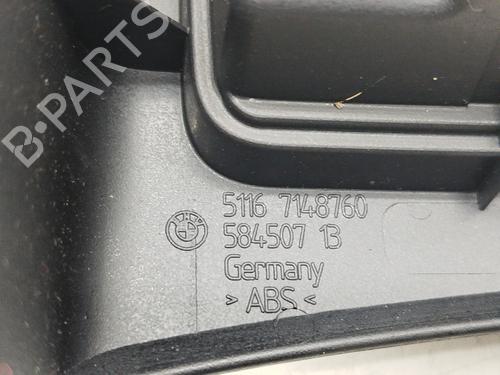 B-PARTS
5116 7148760
584507 13
Germany
> ABS <